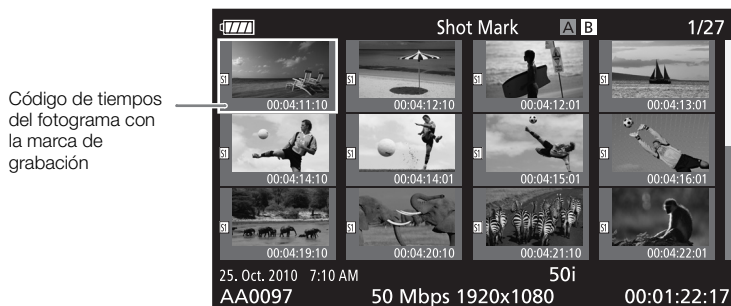 Shot Mark A B 1/27
Código de tiempos
del fotograma con
la marca de
grabación
S1 00:04:11:10 S1 00:04:12:10 S1 00:04:12:01 S1 00:04:13:01
S1 00:04:14:10 S1 00:04:14:01 S1 00:04:15:01 S1 00:04:16:01
S1 00:04:19:10 S1 00:04:20:10 S1 00:04:21:10 S1 00:04:22:01
25. Oct. 2010 7:10 AM 50i
AA0097 50 Mbps 1920x1080 00:01:22:17